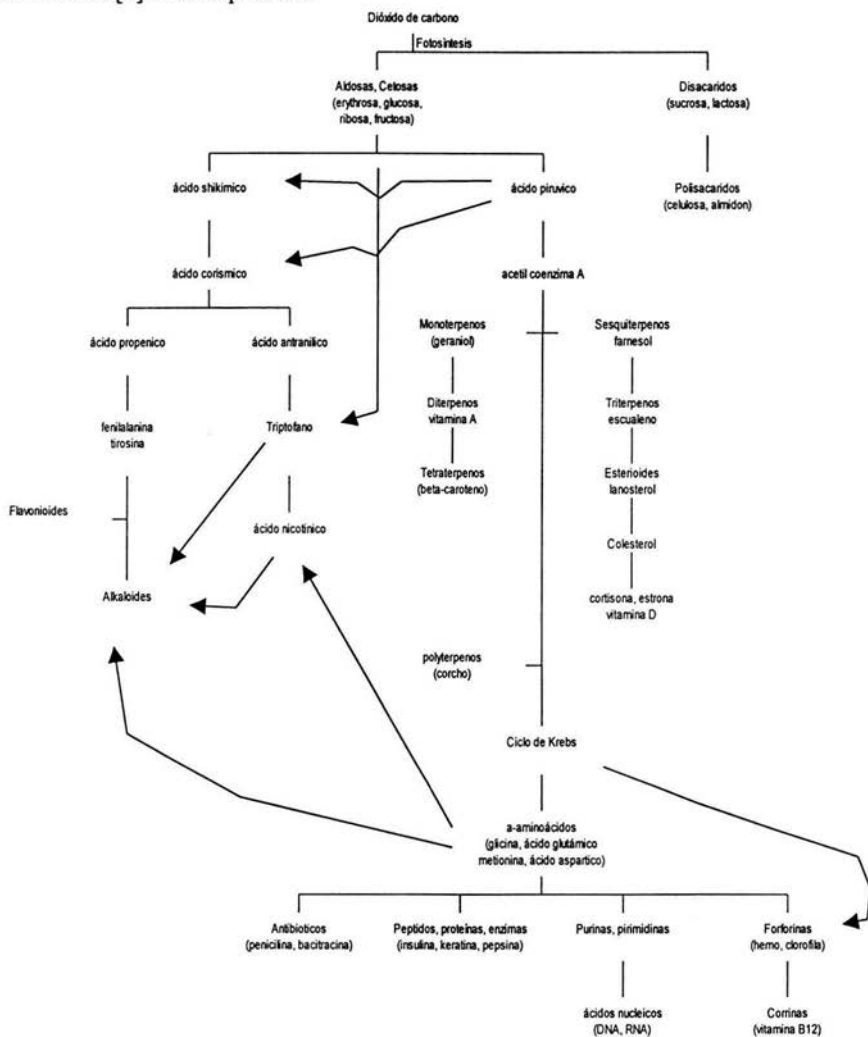 Dióxido de carbono
Fotosintesis
Aldosas, Cetosas
(erythrosa, glucosa,
ribosa, fructosa)
Disacaridos
(sucrosa, lactosa)
ácido shikimico
ácido piruvico
Polisacaridos
(celulosa, almidon)
ácido corismico
acetil coenzima A
ácido propenico
ácido antranilico
Monoterpenos
(geraniol)
Sesquiterpenos
farnesol
fenilalanina
tirosina
Triptofano
Diterpenos
vitamina A
Triterpenos
escualeno
Tetraterpenos
(beta-caroteno)
Esterioides
lanosterol
Flavonioides
ácido nicotinico
Colesterol
Alkaloides
cortisona, estrona
vitamina D
polyterpenos
(corcho)
Ciclo de Krebs
a-aminoácidos
(glicina, ácido glutámico
metionina, ácido aspartico)
Antibioticos
(penicilina, bacitracina)
Peptidos, proteínas, enzimas
(insulina, keratina, pepsina)
Purinas, pirimidinas
Forforinas
(hemo, clorofila)
ácidos nucleicos
(DNA, RNA)
Corrinas
(vitamina B12)